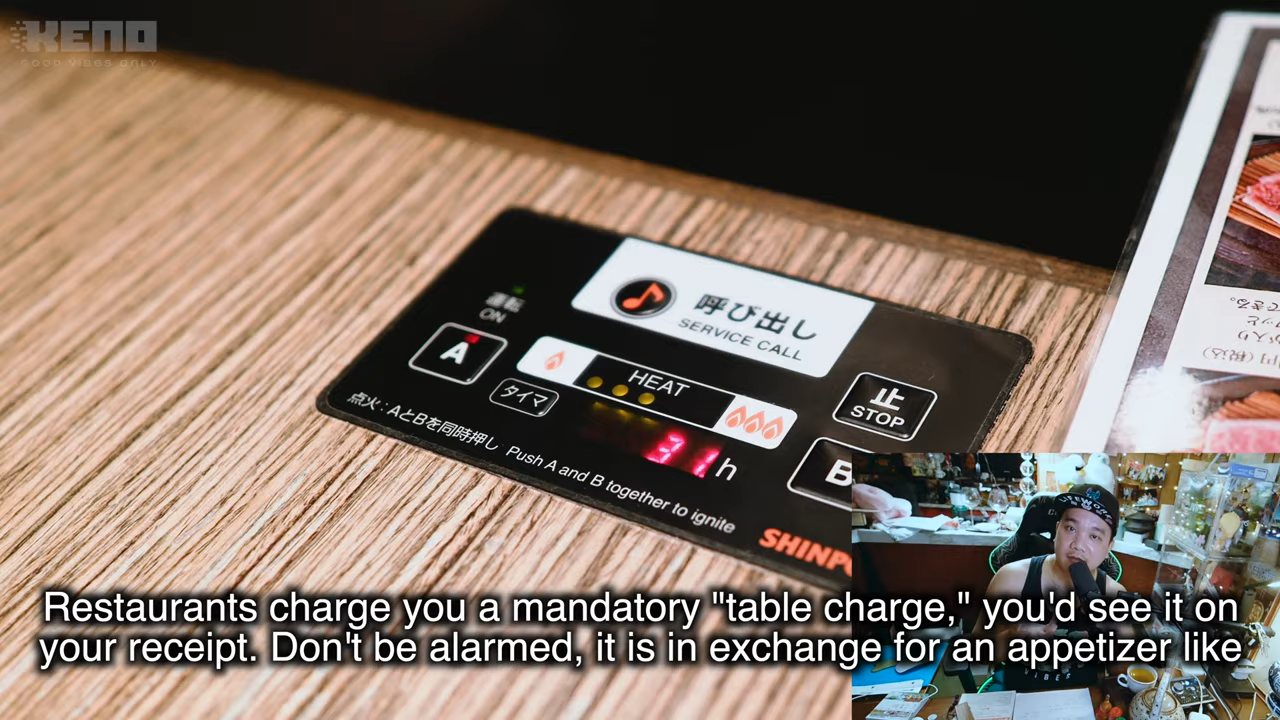 KENO
GOOD VIBES ONLY
呼び出し
SERVICE CALL
運転
ON
A
HEAT
タイマ
止
STOP
31h
B
点火:AとBを同時押し Push A and B together to ignite
SHINPO
Restaurants charge you a mandatory "table charge," you'd see it on
your receipt. Don't be alarmed, it is in exchange for an appetizer like